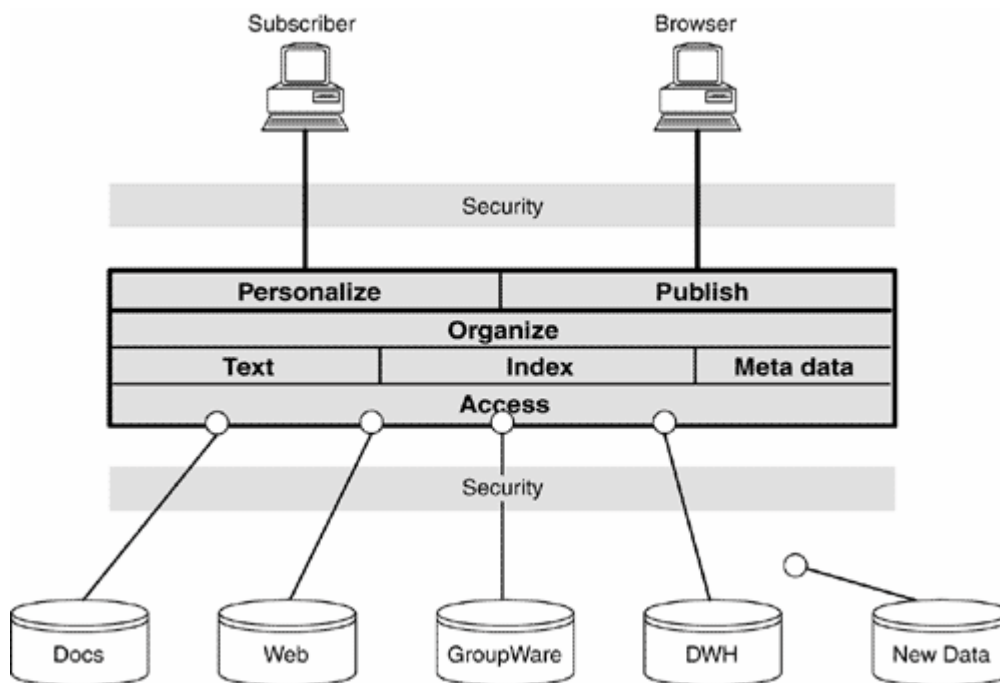 Subscriber
Browser
Security
Personalize
Publish
Organize
Text
Index
Meta data
Access
Security
Docs
Web
GroupWare
DWH
New Data